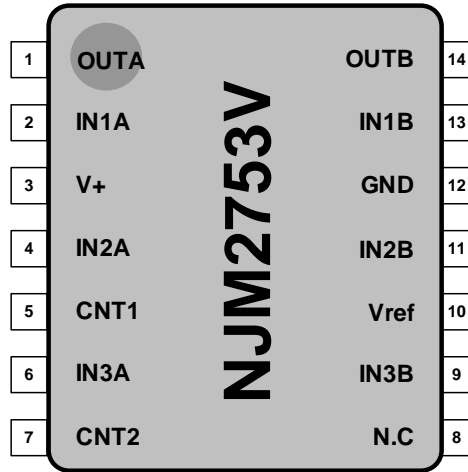 1 OUTA OUTB 14
2 IN1A IN1B 13
3 V+ GND 12
4 IN2A IN2B 11
5 CNT1 Vref 10
6 IN3A IN3B 9
7 CNT2 N.C 8
NJM2753V